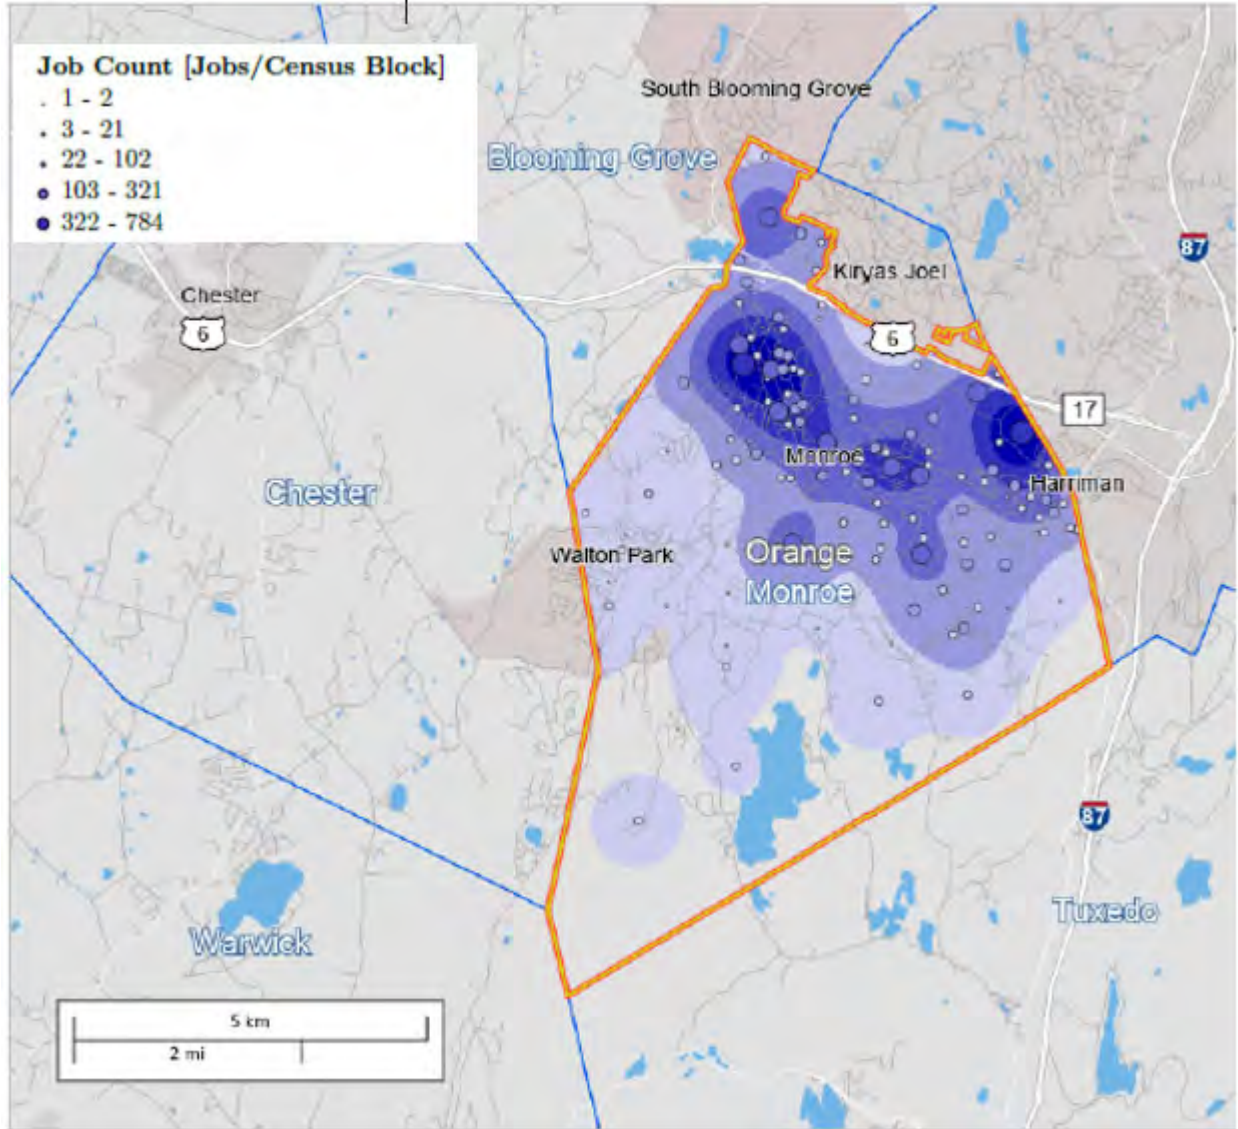 Job Count [Jobs/Census Block]
1 - 2
3 - 21
22 - 102
103 - 321
322 - 784
South Blooming Grove
Blooming Grove
87
Kiryas Joel
Chester
6
6
17
Monroe
Harriman
Chester
Walton Park
Orange
Monroe
87
Tuxedo
Warwick
5 km
2 mi